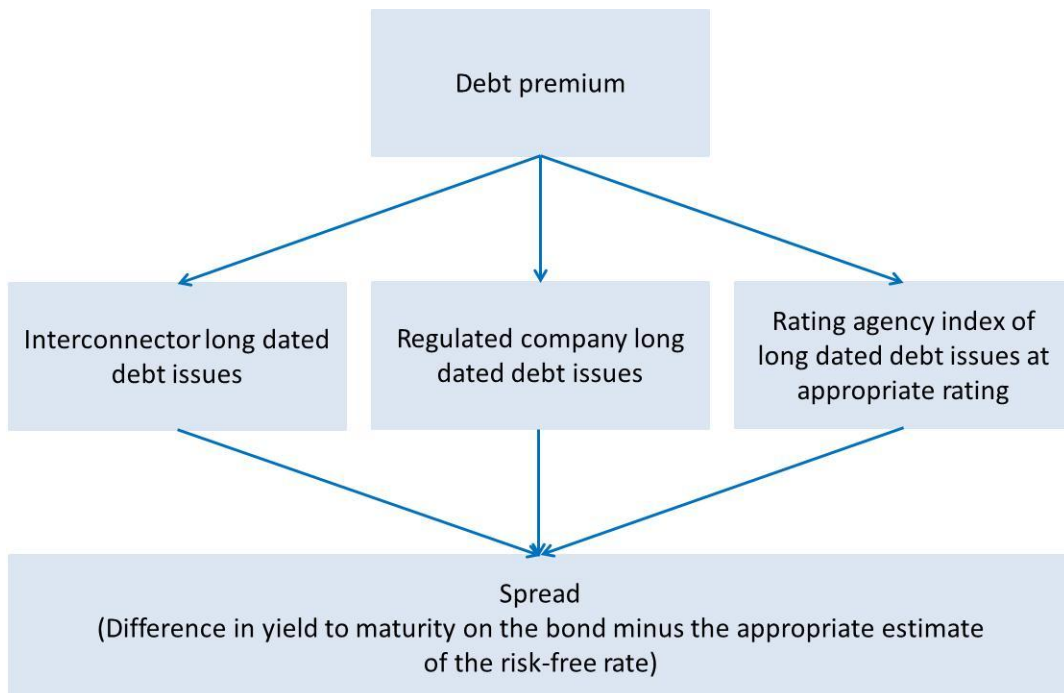 Debt premium
Interconnector long dated
debt issues
Regulated company long
dated debt issues
Rating agency index of
long dated debt issues at
appropriate rating
Spread
(Difference in yield to maturity on the bond minus the appropriate estimate
of the risk-free rate)